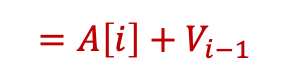 = A[i] + V_{i-1}